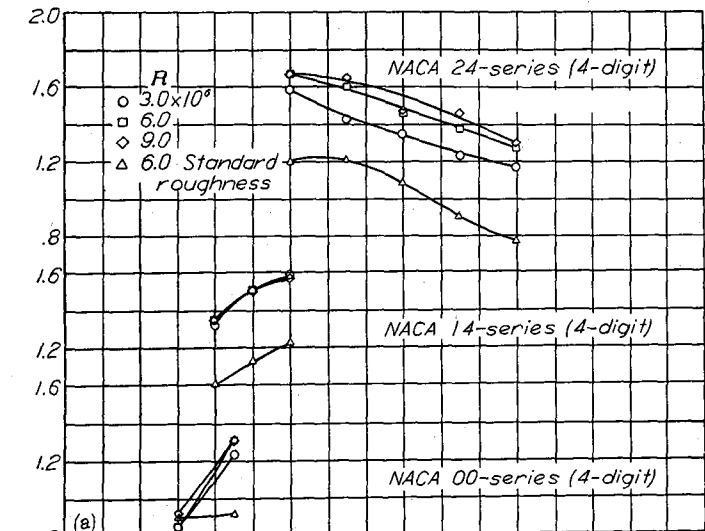 2.0
NACA 24-series (4-digit)
1.6
R
○ 3.0×10⁶
□ 6.0
◇ 9.0
1.2
△ 6.0 Standard
roughness
.8
1.6
NACA 14-series (4-digit)
1.2
1.6
1.2
NACA 00-series (4-digit)
(a)